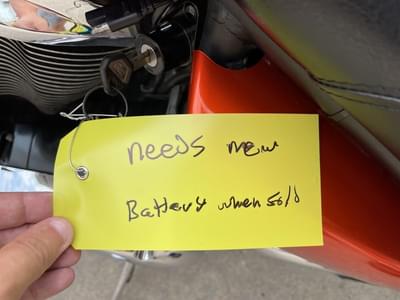 needs new
Battery when sold